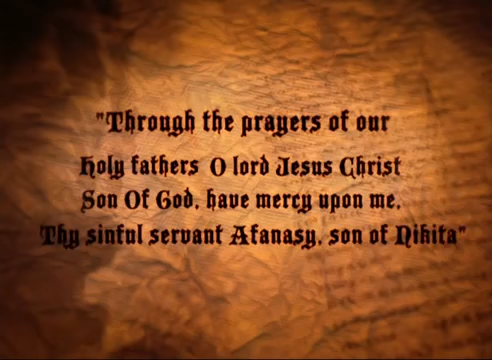 "Through the prayers of our
Holy fathers O lord Jesus Christ
Son Of God, have mercy upon me,
Thy sinful servant Afanasy, son of Nikita"